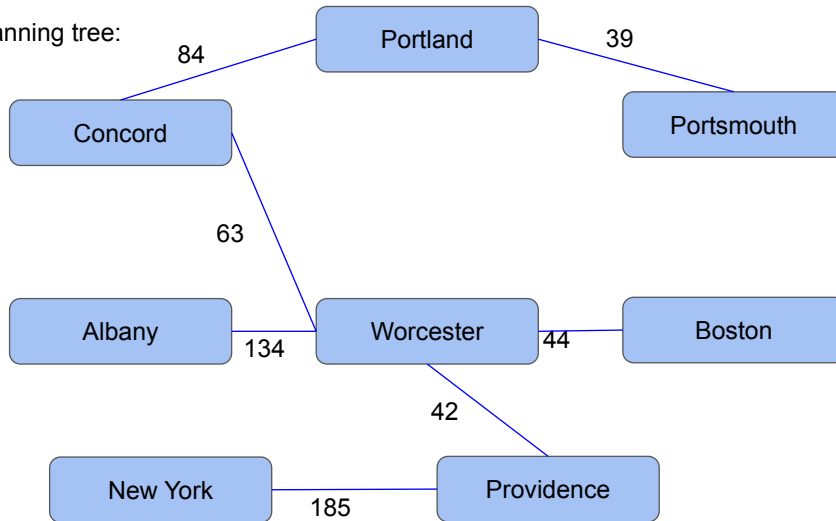 anning tree:
Portland
84
39
Concord
Portsmouth
63
Albany
Worcester
Boston
134
44
42
New York
Providence
185